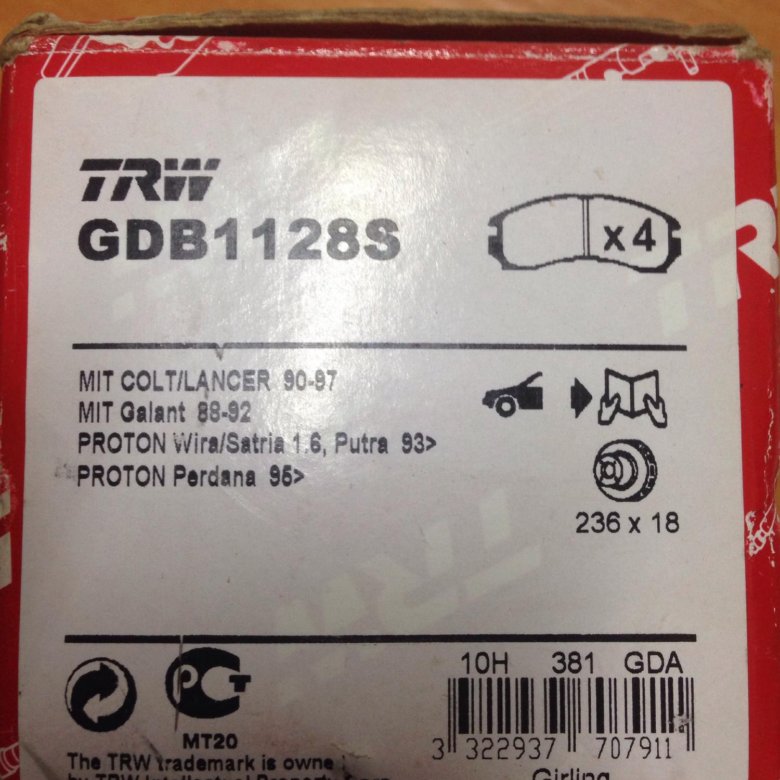 TRW
GDB1128S
x 4
MIT COLT/LANCER 90-97
MIT Galant 88-92
PROTON Wira/Satria 1.6, Putra 93>
PROTON Perdana 95>
236 x 18
10H 381 GDA
PCT
MT20
3 322937 707911
The TRW trademark is owne
Girling